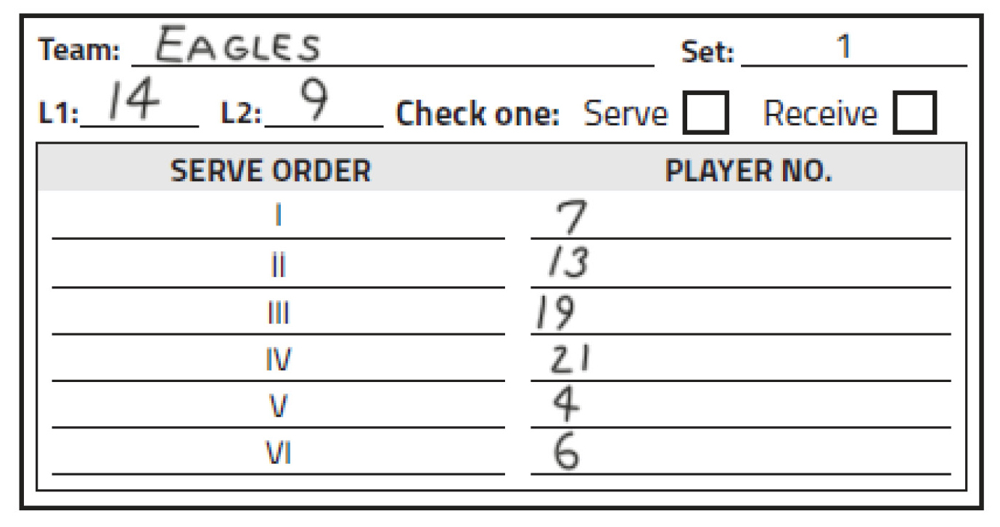 Team: EAGLES Set: 1
L1: 14 L2: 9 Check one: Serve Receive
SERVE ORDER PLAYER NO.
I 7
II 13
III 19
IV 21
V 4
VI 6